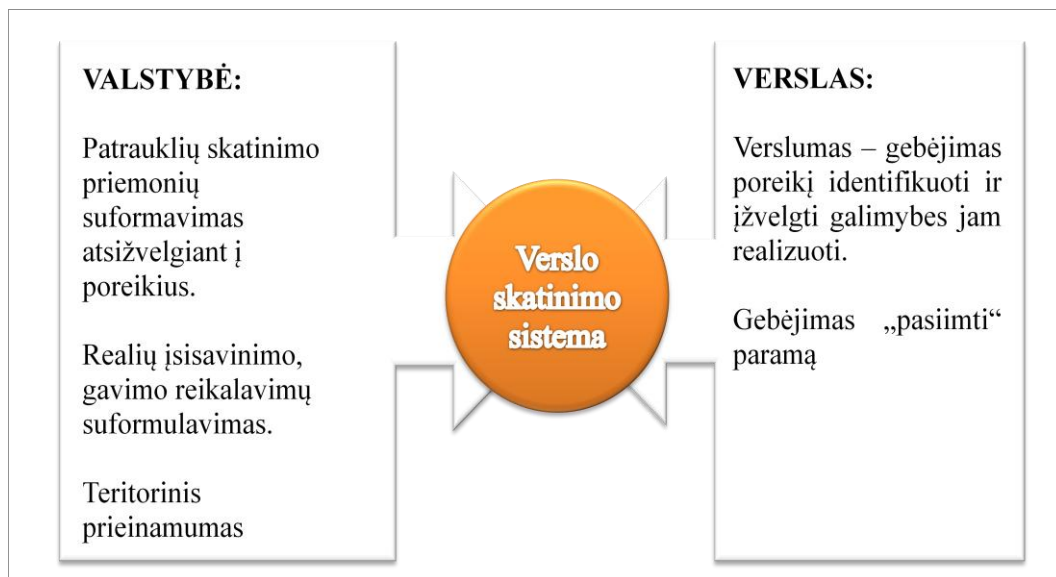 VALSTYBĖ:
Patrauklių skatinimo
priemonių
suformavimas
atsižvelgiant į
poreikius.
Realių įsisavinimo,
gavimo reikalavimų
suformulavimas.
Teritorinis
prieinamumas
Verslo
skatinimo
sistema
VERSLAS:
Verslumas – gebėjimas
poreikį identifikuoti ir
įžvelgti galimybes jam
realizuoti.
Gebėjimas „pasiimti“
paramą